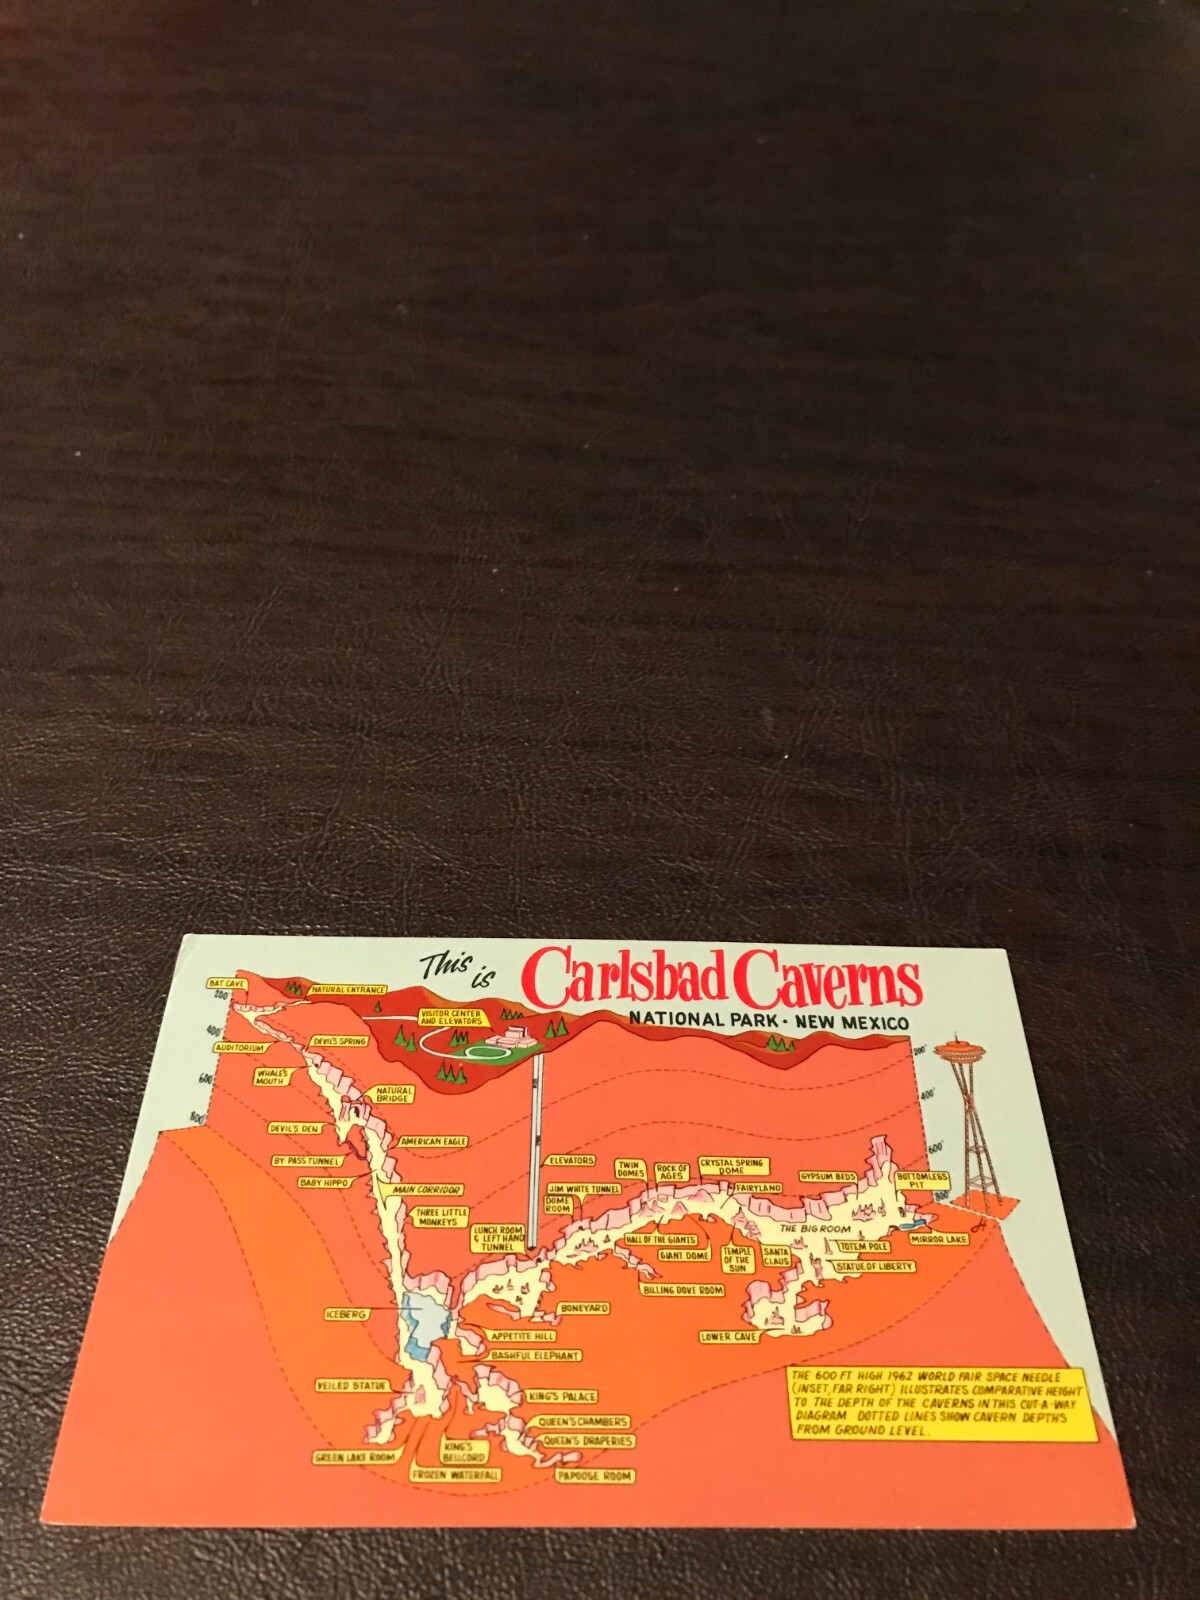 This is
Carlsbad Caverns
NATIONAL PARK · NEW MEXICO
BAT CAVE
NATURAL ENTRANCE
VISITOR CENTER
AND ELEVATORS
200'
400'
600'
800'
AUDITORIUM
DEVIL'S SPRING
WHALE'S
MOUTH
NATURAL
BRIDGE
DEVIL'S DEN
AMERICAN EAGLE
BY-PASS TUNNEL
BABY HIPPO
MAIN CORRIDOR
THREE LITTLE
MONKEYS
LUNCH ROOM
& LEFT HAND
TUNNEL
ELEVATORS
JIM WHITE TUNNEL
DOME
ROOM
TWIN
DOMES
ROCK OF
AGES
CRYSTAL SPRING
DOME
FAIRYLAND
GYPSUM BEDS
BOTTOMLESS
PIT
200'
400'
600'
800'
THE BIG ROOM
MIRROR LAKE
HALL OF THE GIANTS
GIANT DOME
TEMPLE
OF THE
SUN
SANTA
CLAUS
TOTEM POLE
STATUE OF LIBERTY
BILLING DOVE ROOM
LOWER CAVE
ICEBERG
BONEYARD
APPETITE HILL
BASHFUL ELEPHANT
VEILED STATUE
KING'S PALACE
QUEEN'S CHAMBERS
QUEEN'S DRAPERIES
GREEN LAKE ROOM
KING'S
BELLCORD
FROZEN WATERFALL
PAPOOSE ROOM
THE 600 FT HIGH 1962 WORLD FAIR SPACE NEEDLE
(INSET, FAR RIGHT) ILLUSTRATES COMPARATIVE HEIGHT
TO THE DEPTH OF THE CAVERNS IN THIS CUT-A-WAY
DIAGRAM. DOTTED LINES SHOW CAVERN DEPTHS
FROM GROUND LEVEL.